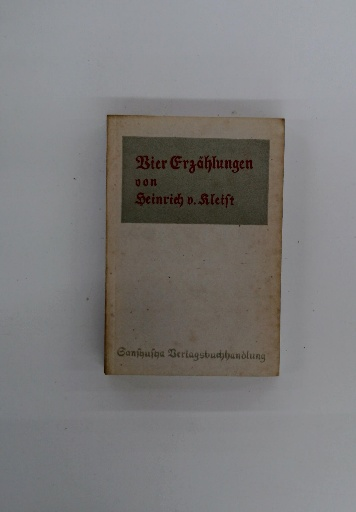 Vier Erzählungen
von
Heinrich v. Kleist
Verlagsbuchhandlung